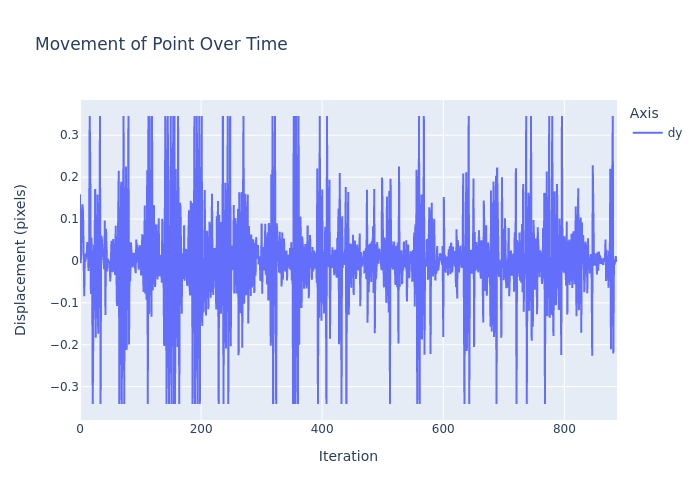 Movement of Point Over Time
Axis
dy
Displacement (pixels)
0.3
0.2
0.1
0
−0.1
−0.2
−0.3
0 200 400 600 800
Iteration